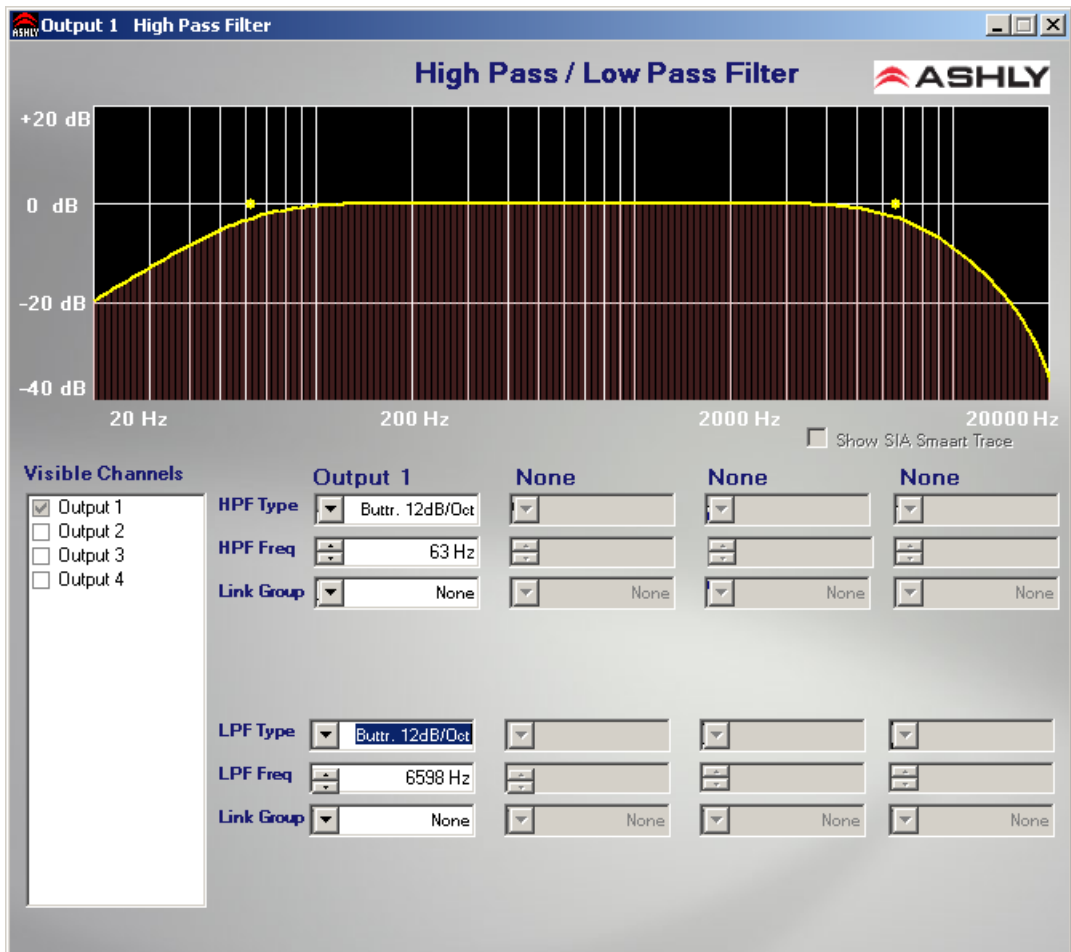 ASHLY Output 1 High Pass Filter
High Pass / Low Pass Filter
ASHLY
+20 dB
0 dB
-20 dB
-40 dB
20 Hz 200 Hz 2000 Hz 20000 Hz
Show SIA Smaart Trace
Visible Channels
Output 1
Output 2
Output 3
Output 4
Output 1 None None None
HPF Type Buttr. 12dB/Oct
HPF Freq 63 Hz
Link Group None None None None
LPF Type Buttr. 12dB/Oct
LPF Freq 6598 Hz
Link Group None None None None